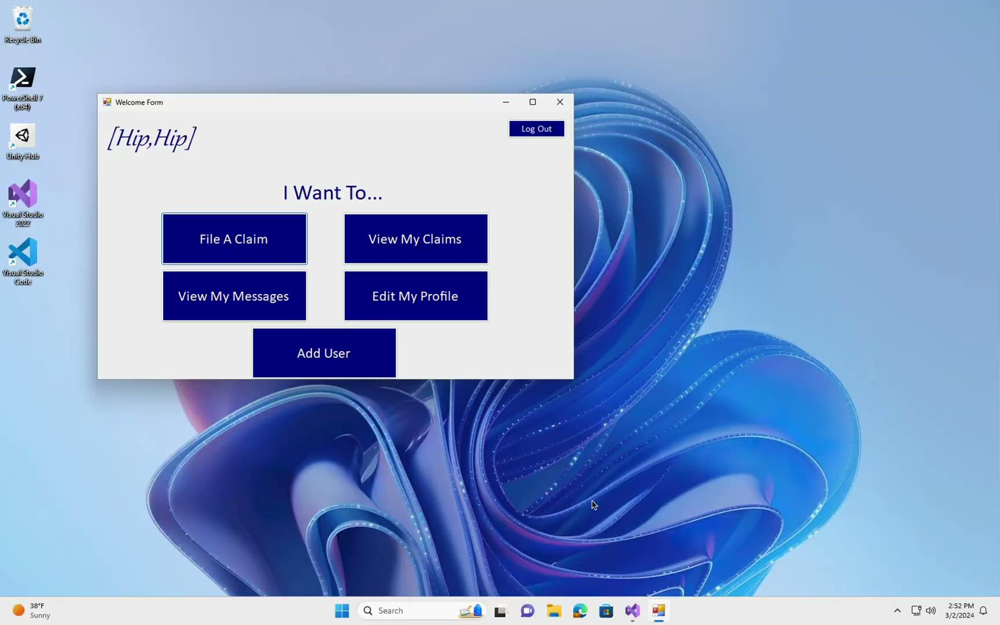 Recycle Bin
PowerShell 7
(x64)
Unity Hub
Visual Studio
2022
Visual Studio
Code
Welcome Form
[Hip,Hip]
Log Out
I Want To...
File A Claim
View My Claims
View My Messages
Edit My Profile
Add User
38°F
Sunny
Search
2:52 PM
3/2/2024